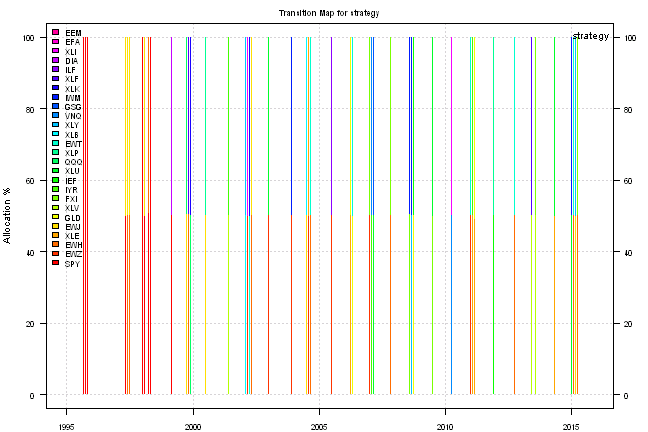 Transition Map for strategy
strategy
EEM
EFA
XLI
DIA
ILF
XLF
XLK
IWM
GSG
VNQ
XLY
XLB
EWT
XLP
QQQ
XLU
IEF
IYR
FXI
XLV
GLD
EWJ
XLE
EWH
EWZ
SPY
Allocation %
100
80
60
40
20
0
100
80
60
40
20
0
1995
2000
2005
2010
2015